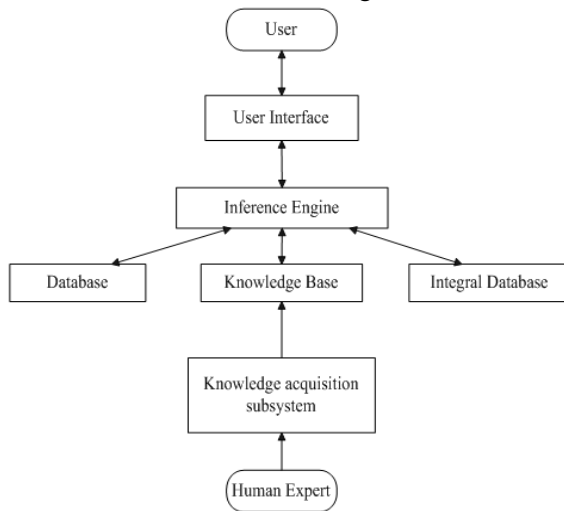 User
User Interface
Inference Engine
Database
Knowledge Base
Integral Database
Knowledge acquisition
subsystem
Human Expert